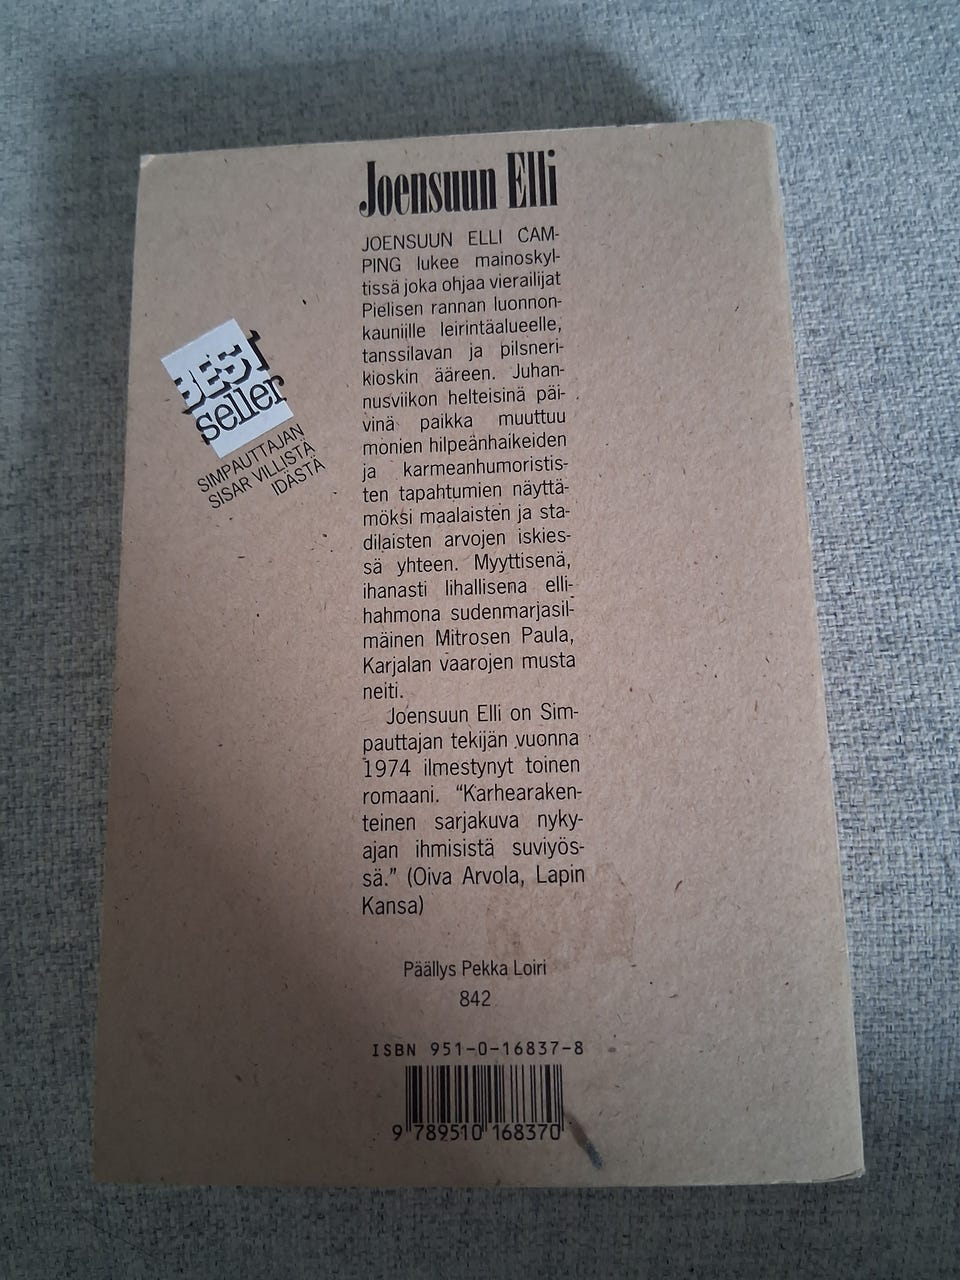 Joensuun Elli
JOENSUUN ELLI CAM-
PING lukee mainoskyl-
tissä joka ohjaa vierailijat
Pielisen rannan luonnon-
kauniille leirintäalueelle,
tanssilavan ja pilsneri-
kioskin ääreen. Juhan-
nusviikon helteisinä päi-
vinä paikka muuttuu
monien hilpeänhaikeiden
ja karmeanhumoristis-
ten tapahtumien näyttä-
möksi maalaisten ja sta-
dilaisten arvojen iskies-
sä yhteen. Myyttisenä,
ihanasti lihallisena elli-
hahmona sudenmarjasil-
mäinen Mitrosen Paula,
Karjalan vaarojen musta
neiti.
Joensuun Elli on Sim-
pauttajan tekijän vuonna
1974 ilmestynyt toinen
romaani. “Karhearaken-
teinen sarjakuva nyky-
ajan ihmisistä suviyös-
sä.” (Oiva Arvola, Lapin
Kansa)
BEST
seller
SIMPAUTTAJAN
SISAR VILLISTÄ
IDÄSTÄ
Päällys Pekka Loiri
842
ISBN 951-0-16837-8
9 789510 168370